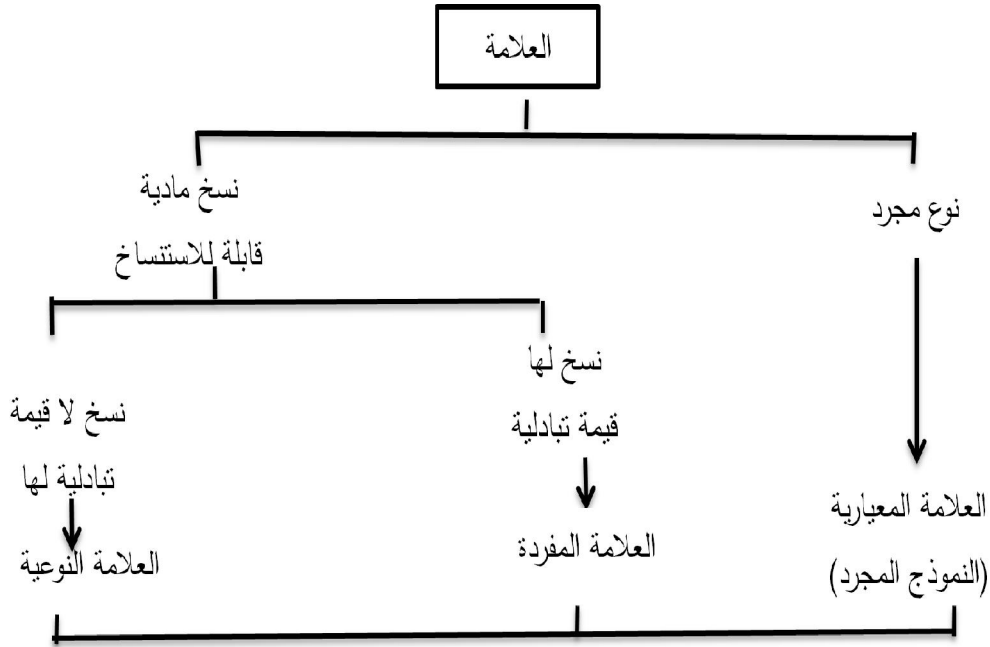 العلامة
نوع مجرد
نسخ مادية
قابلة للاستنساخ
نسخ لها
قيمة تبادلية
نسخ لا قيمة
تبادلية لها
العلامة المعيارية
(النموذج المجرد)
العلامة المفردة
العلامة النوعية